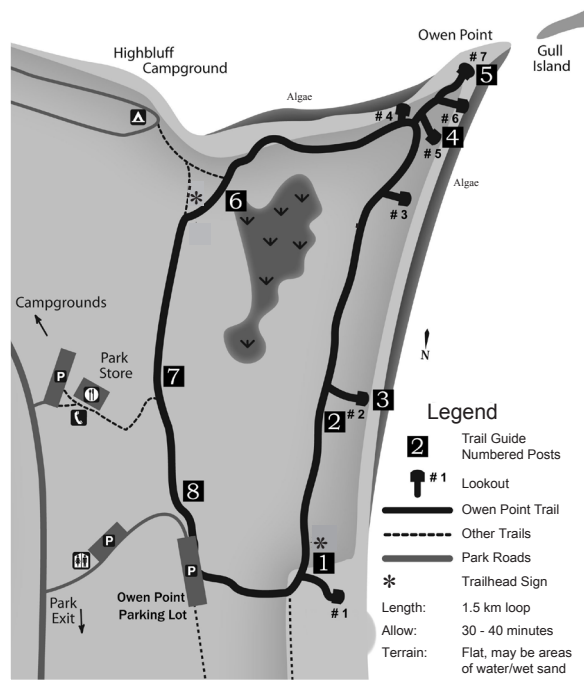 Owen Point
Gull
Island
Highbluff
Campground
# 7
5
Algae
# 4
# 6
4
# 5
Algae
6
# 3
Campgrounds
N
Park
Store
P
7
3
2
# 2
8
P
P
1
Owen Point
Parking Lot
# 1
Park
Exit
Legend
2
Trail Guide
Numbered Posts
# 1
Lookout
Owen Point Trail
Other Trails
Park Roads
* Trailhead Sign
Length: 1.5 km loop
Allow: 30 - 40 minutes
Terrain: Flat, may be areas
of water/wet sand